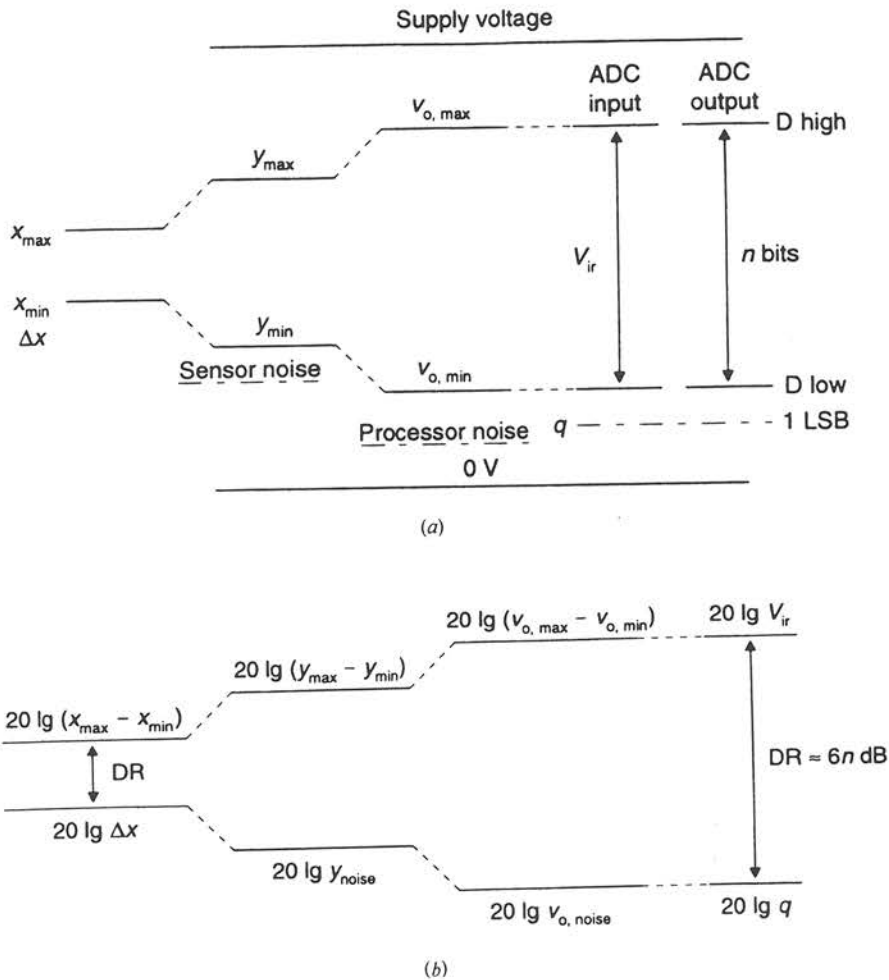 Supply voltage
ADC input
ADC output
v_o, max
D high
y_max
x_max
V_ir
n bits
x_min
Δx
y_min
Sensor noise
v_o, min
D low
Processor noise
q
1 LSB
0 V
(a)
20 lg (v_o, max − v_o, min)
20 lg V_ir
20 lg (y_max − y_min)
20 lg (x_max − x_min)
DR
DR ≈ 6n dB
20 lg Δx
20 lg y_noise
20 lg v_o, noise
20 lg q
(b)